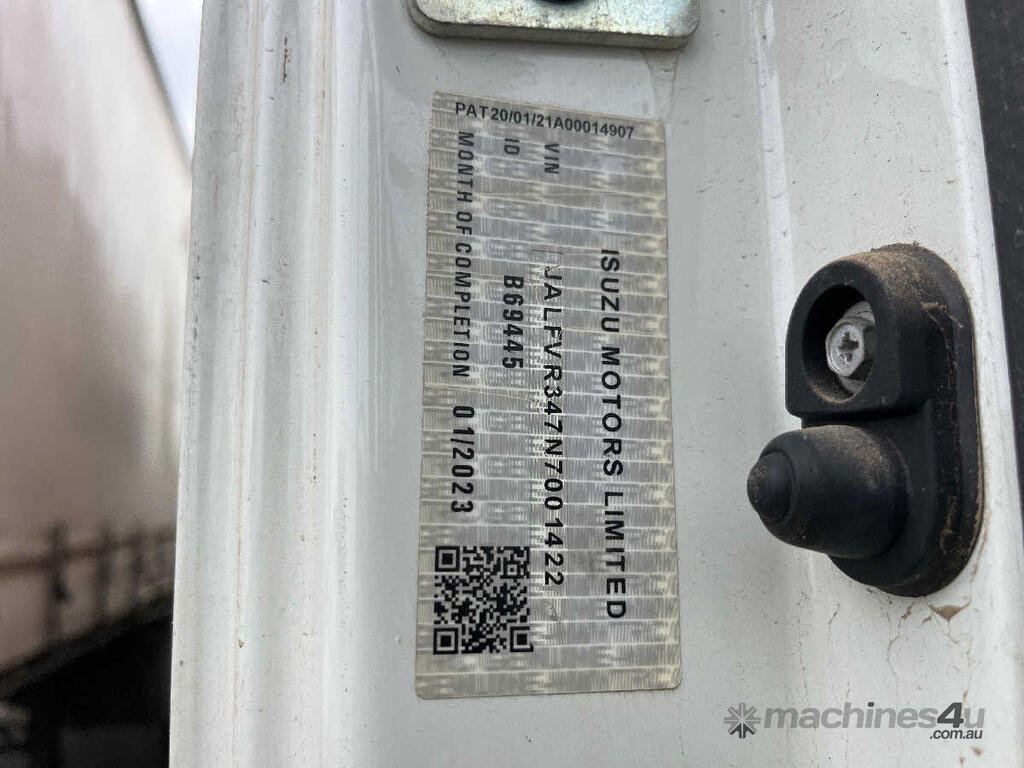 PAT20/01/21A00014907
ISUZU MOTORS LIMITED
VIN JALFVR347N7001422
ID B69445
MONTH OF COMPLETION 01/2023
machines4u
.com.au